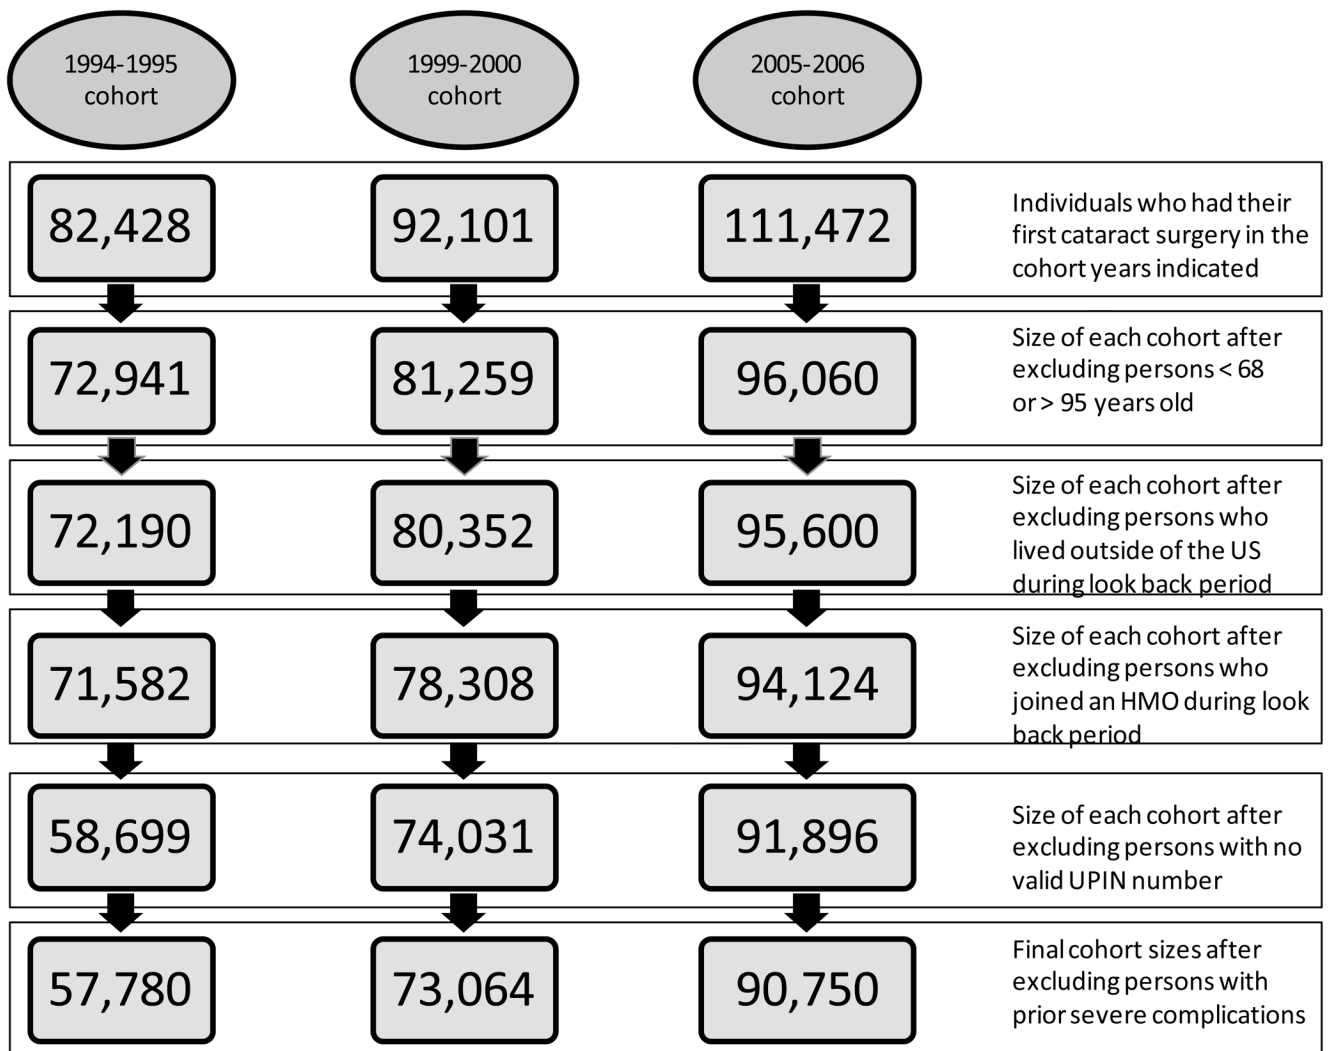 1994-1995
cohort
1999-2000
cohort
2005-2006
cohort
82,428
92,101
111,472
Individuals who had their
first cataract surgery in the
cohort years indicated
72,941
81,259
96,060
Size of each cohort after
excluding persons < 68
or > 95 years old
72,190
80,352
95,600
Size of each cohort after
excluding persons who
lived outside of the US
during look back period
71,582
78,308
94,124
Size of each cohort after
excluding persons who
joined an HMO during look
back period
58,699
74,031
91,896
Size of each cohort after
excluding persons with no
valid UPIN number
57,780
73,064
90,750
Final cohort sizes after
excluding persons with
prior severe complications